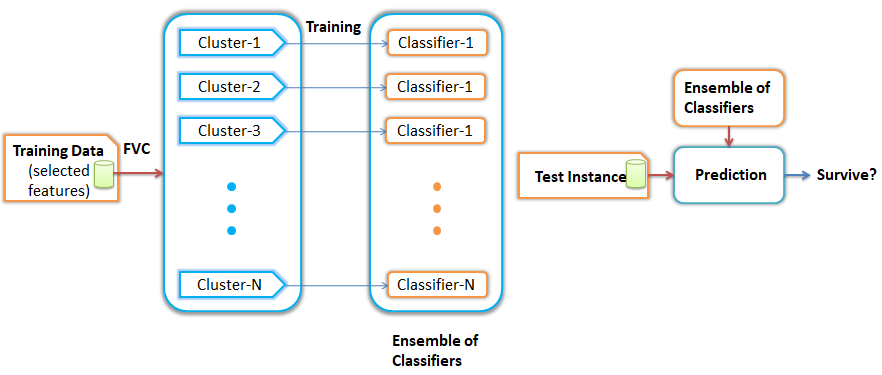 Training Data
(selected
features)
FVC
Cluster-1
Cluster-2
Cluster-3
Cluster-N
Training
Classifier-1
Classifier-1
Classifier-1
Classifier-N
Ensemble of
Classifiers
Test Instance
Ensemble of
Classifiers
Prediction
Survive?